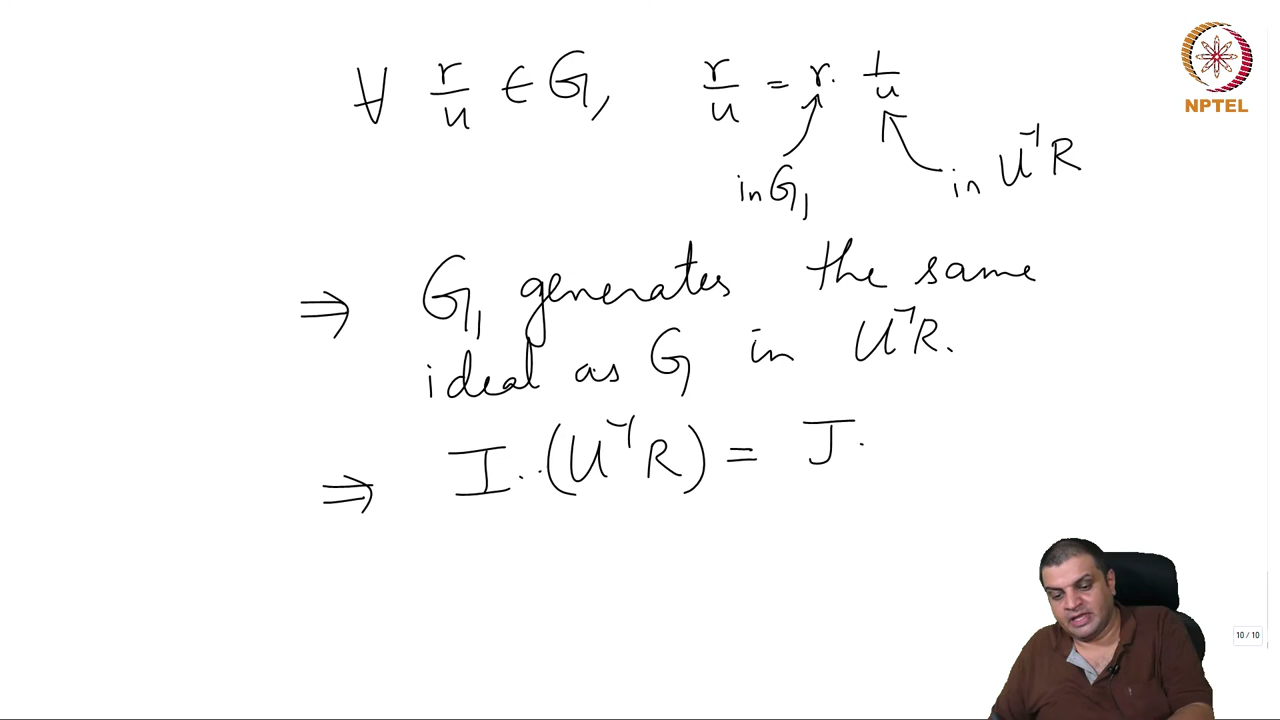 ∀ r/u ∈ G, r/u = r · 1/u
in G₁ in U⁻¹R
⇒ G₁ generates the same
ideal as G in U⁻¹R.
⇒ I·(U⁻¹R) = J.
NPTEL
10 / 10